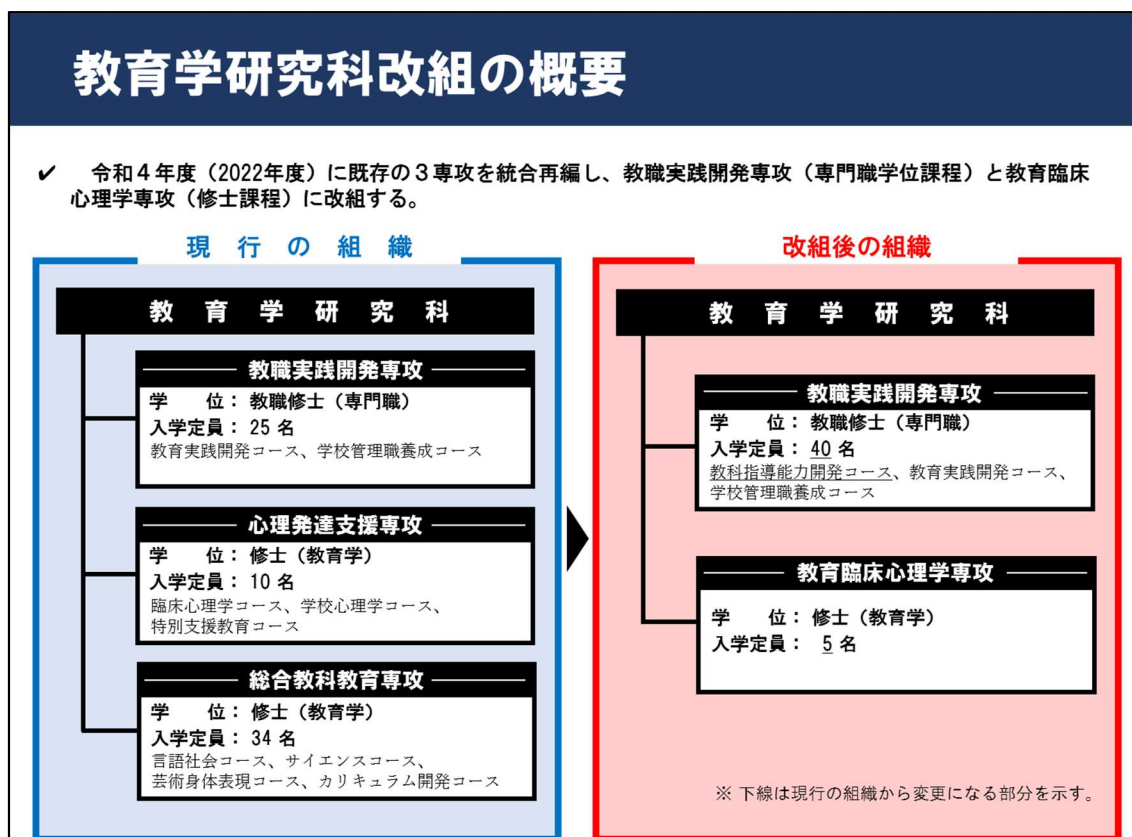 教育学研究科改組の概要
✔ 令和4年度(2022年度)に既存の3専攻を統合再編し、教職実践開発専攻(専門職学位課程)と教育臨床
心理学専攻(修士課程)に改組する。
現行の組織
教育学研究科
教職実践開発専攻
学 位:教職修士(専門職)
入学定員:25名
教育実践開発コース、学校管理職養成コース
心理発達支援専攻
学 位:修士(教育学)
入学定員:10名
臨床心理学コース、学校心理学コース、
特別支援教育コース
総合教科教育専攻
学 位:修士(教育学)
入学定員:34名
言語社会コース、サイエンスコース、
芸術身体表現コース、カリキュラム開発コース
改組後の組織
教育学研究科
教職実践開発専攻
学 位:教職修士(専門職)
入学定員:40名
教科指導能力開発コース、教育実践開発コース、
学校管理職養成コース
教育臨床心理学専攻
学 位:修士(教育学)
入学定員: 5名
※ 下線は現行の組織から変更になる部分を示す。